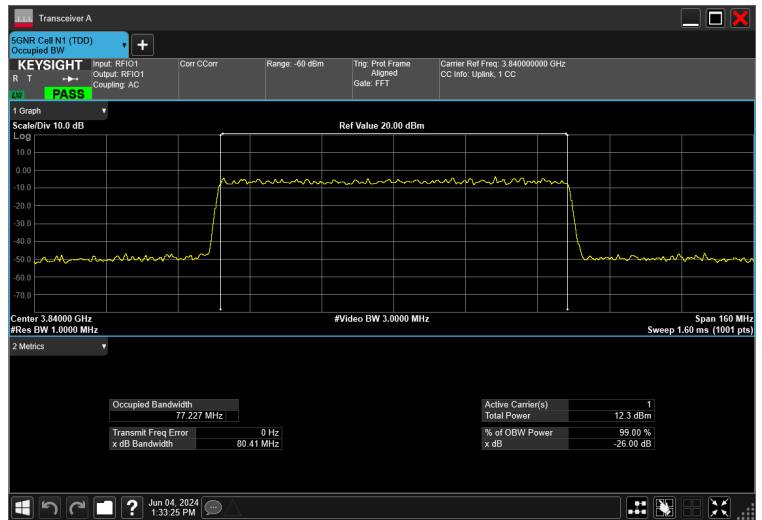 Transceiver A
5GNR Cell N1 (TDD)
Occupied BW
KEYSIGHT
R T
LXI
PASS
Input: RFIO1
Output: RFIO1
Coupling: AC
Corr CCorr
Range: -60 dBm
Trig: Prot Frame
Aligned
Gate: FFT
Carrier Ref Freq: 3.840000000 GHz
CC Info: Uplink, 1 CC
1 Graph
Scale/Div 10.0 dB
Ref Value 20.00 dBm
Log
10.0
0.00
-10.0
-20.0
-30.0
-40.0
-50.0
-60.0
-70.0
Center 3.84000 GHz
#Video BW 3.0000 MHz
Span 160 MHz
#Res BW 1.0000 MHz
Sweep 1.60 ms (1001 pts)
2 Metrics
Occupied Bandwidth
77.227 MHz
Transmit Freq Error 0 Hz
x dB Bandwidth 80.41 MHz
Active Carrier(s) 1
Total Power 12.3 dBm
% of OBW Power 99.00 %
x dB -26.00 dB
Jun 04, 2024
1:33:25 PM